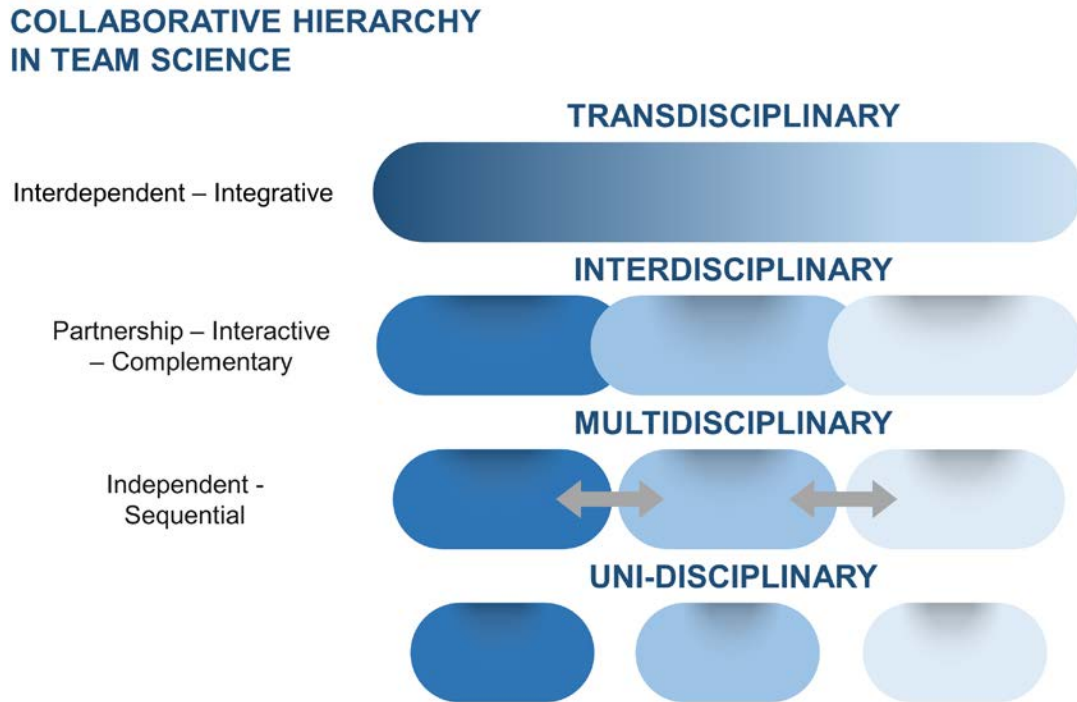 COLLABORATIVE HIERARCHY
IN TEAM SCIENCE
TRANSDISCIPLINARY
Interdependent – Integrative
INTERDISCIPLINARY
Partnership – Interactive
– Complementary
MULTIDISCIPLINARY
Independent -
Sequential
UNI-DISCIPLINARY